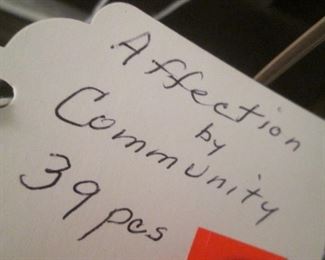 Affection
by
Community
39 pcs